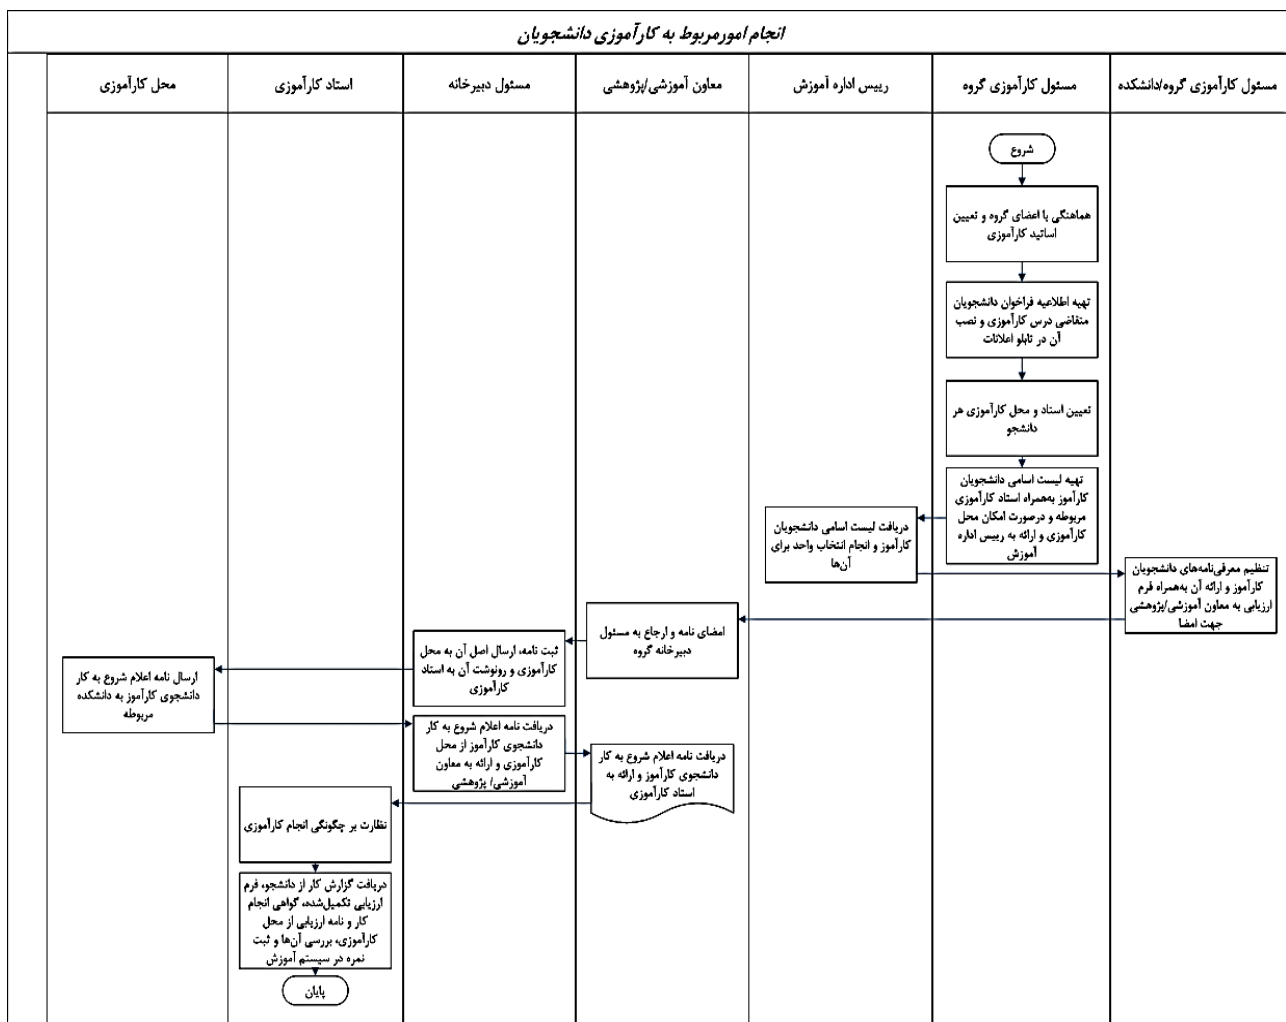 انجام امورمربوط به کارآموزی دانشجویان
مسئول کارآموزی گروه/دانشکده
مسئول کارآموزی گروه
رییس اداره آموزش
معاون آموزشی/پژوهشی
مسئول دبیرخانه
استاد کارآموزی
محل کارآموزی
شروع
هماهنگی با اعضای گروه و تعیین
اساتید کارآموزی
تهیه اطلاعیه فراخوان دانشجویان
متقاضی درس کارآموزی و نصب
آن در تابلو اعلانات
تعیین استاد و محل کارآموزی هر
دانشجو
تهیه لیست اسامی دانشجویان
کارآموز به‌همراه استاد کارآموزی
مربوطه و درصورت امکان محل
کارآموزی و ارائه به رییس اداره
آموزش
دریافت لیست اسامی دانشجویان
کارآموز و انجام انتخاب واحد برای
آن‌ها
تنظیم معرفی‌نامه‌های دانشجویان
کارآموز و ارائه آن به‌همراه فرم
ارزیابی به معاون آموزشی/پژوهشی
جهت امضا
امضای نامه و ارجاع به مسئول
دبیرخانه گروه
ثبت نامه، ارسال اصل آن به محل
کارآموزی و رونوشت آن به استاد
کارآموزی
ارسال نامه اعلام شروع به کار
دانشجوی کارآموز به دانشکده
مربوطه
دریافت نامه اعلام شروع به کار
دانشجوی کارآموز از محل
کارآموزی و ارائه به معاون
آموزشی/ پژوهشی
دریافت نامه اعلام شروع به کار
دانشجوی کارآموز و ارائه به
استاد کارآموزی
نظارت بر چگونگی انجام کارآموزی
دریافت گزارش کار از دانشجو، فرم
ارزیابی تکمیل‌شده، گواهی انجام
کار و نامه ارزیابی از محل
کارآموزی، بررسی آن‌ها و ثبت
نمره در سیستم آموزش
پایان